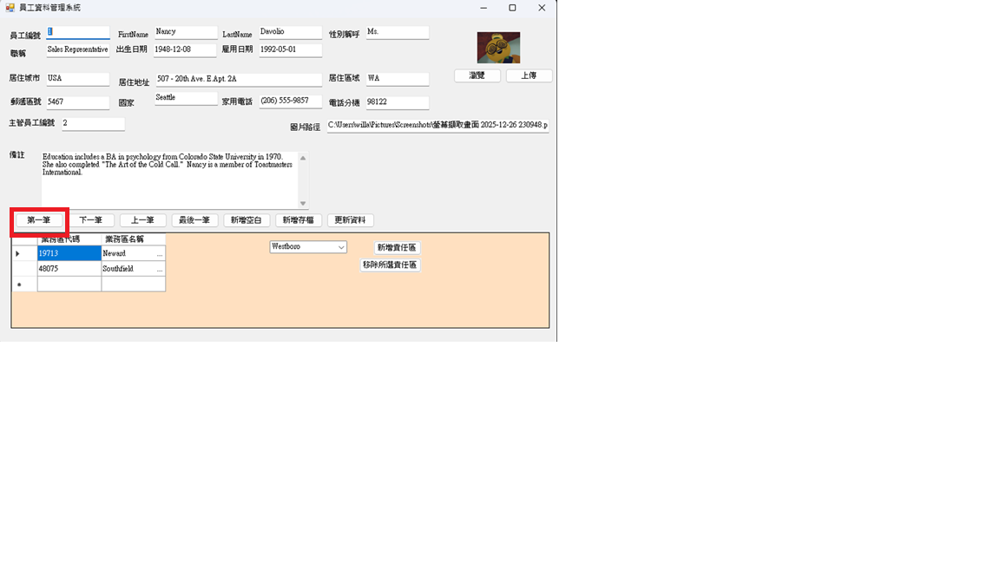 員工資料管理系統
員工編號 1 FirstName Nancy LastName Davolio 性別稱呼 Ms.
職稱 Sales Representative 出生日期 1948-12-08 雇用日期 1992-05-01
瀏覽 上傳
居住城市 USA 居住地址 507 - 20th Ave. E.Apt. 2A 居住區域 WA
郵遞區號 5467 國家 Seattle 家用電話 (206) 555-9857 電話分機 98122
主管員工編號 2 圖片路徑 C:\Users\willa\Pictures\Screenshots\螢幕擷取畫面 2025-12-26 230948.p
備註 Education includes a BA in psychology from Colorado State University in 1970.
She also completed "The Art of the Cold Call."  Nancy is a member of Toastmasters
International.
第一筆 下一筆 上一筆 最後一筆 新增空白 新增存檔 更新資料
業務區代碼 業務區名稱
19713 Neward ... Westboro 新增責任區
48075 Southfield ... 移除所選責任區